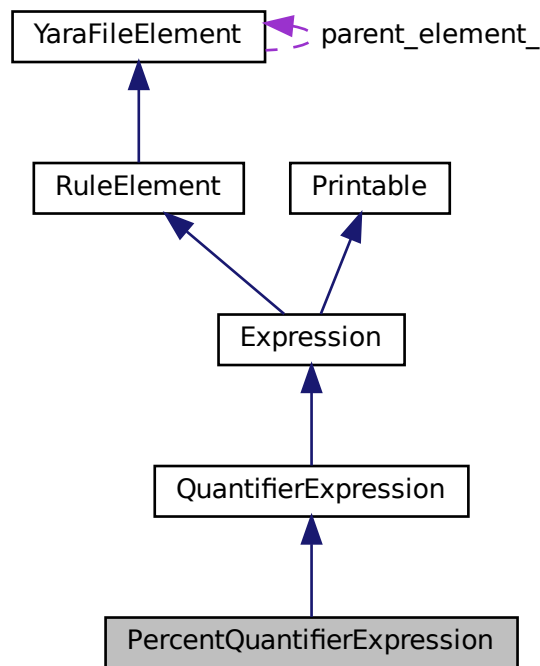 YaraFileElement
parent_element_
RuleElement
Printable
Expression
QuantifierExpression
PercentQuantifierExpression